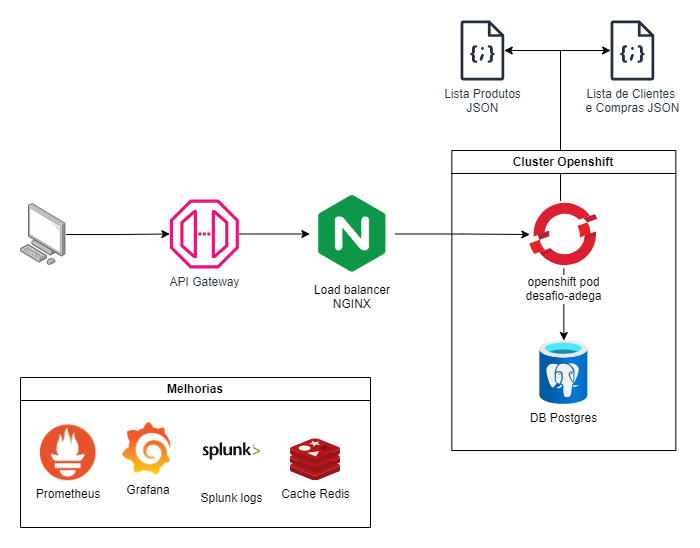 {;}
{;}
Lista Produtos
JSON
Lista de Clientes
e Compras JSON
Cluster Openshift
N
API Gateway
Load balancer
NGINX
openshift pod
desafio-adega
DB Postgres
Melhorias
splunk>
Prometheus
Grafana
Splunk logs
Cache Redis